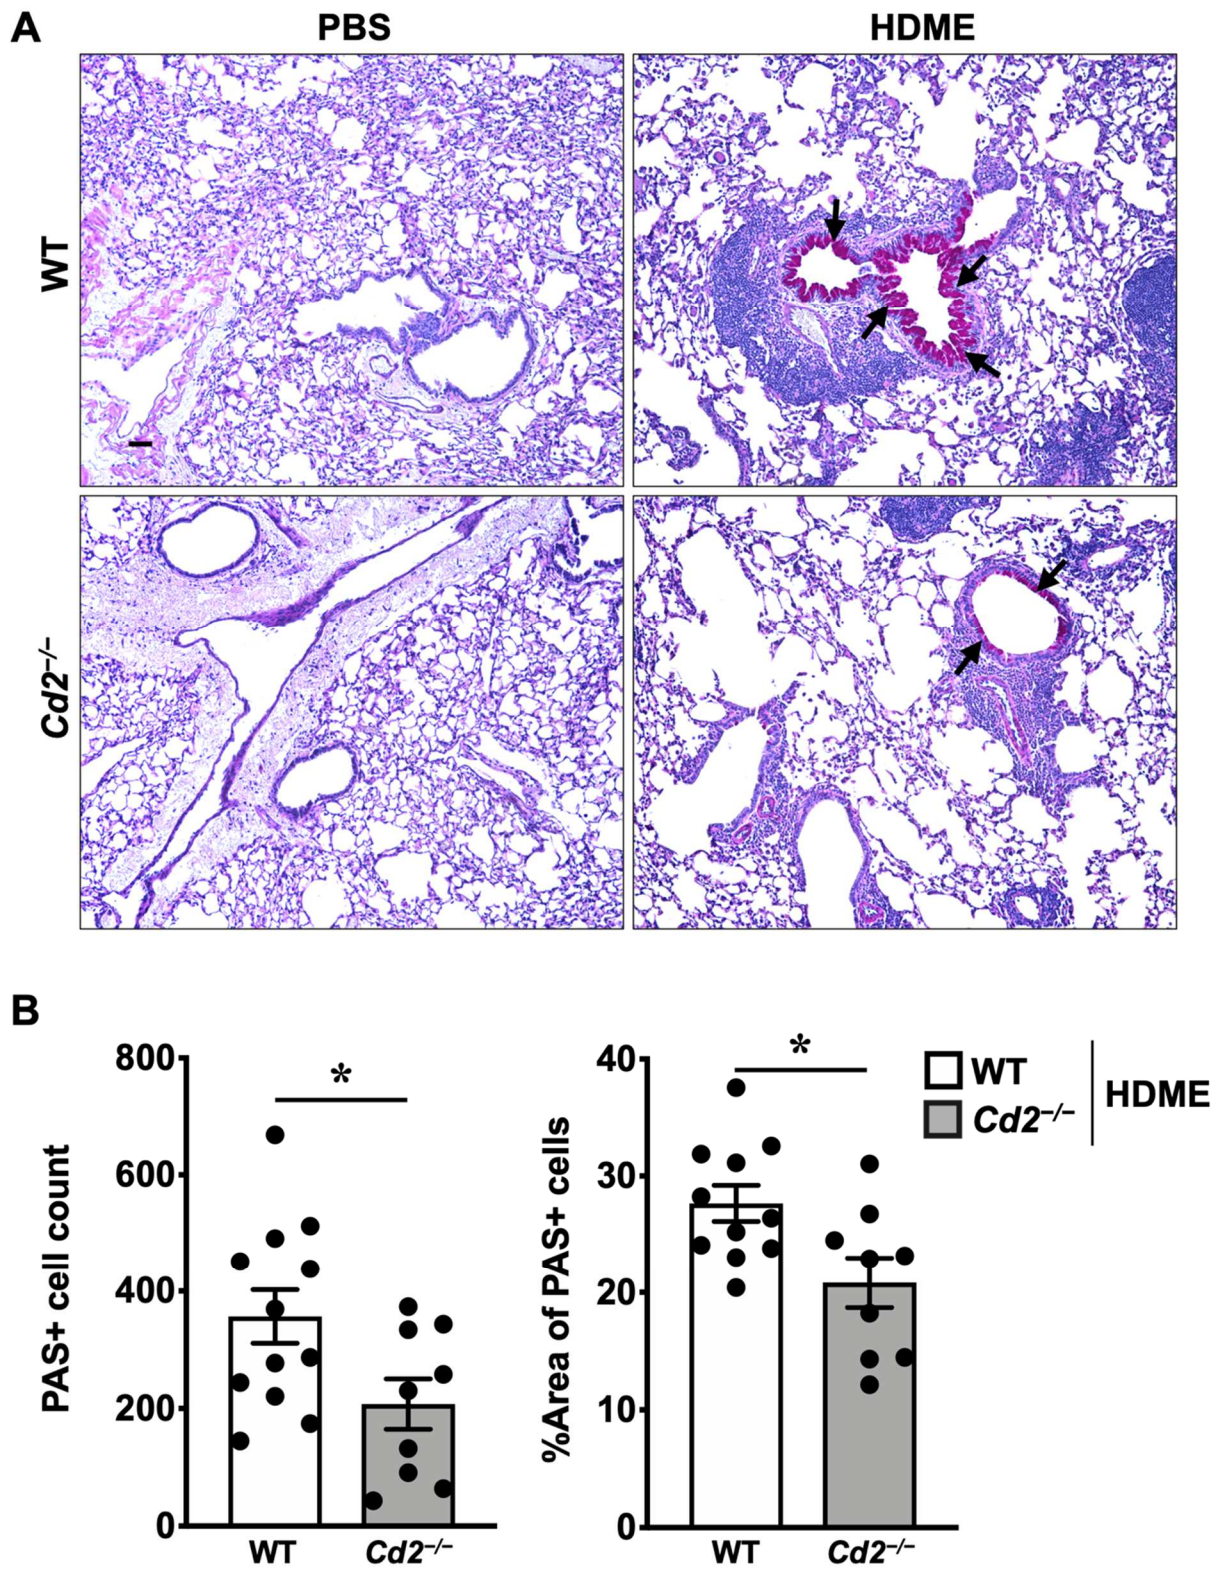 A
PBS
HDME
WT
Cd2−/−
B
PAS+ cell count
800
600
400
200
0
WT
Cd2−/−
*
%Area of PAS+ cells
40
30
20
10
0
WT
Cd2−/−
*
WT
Cd2−/−
HDME